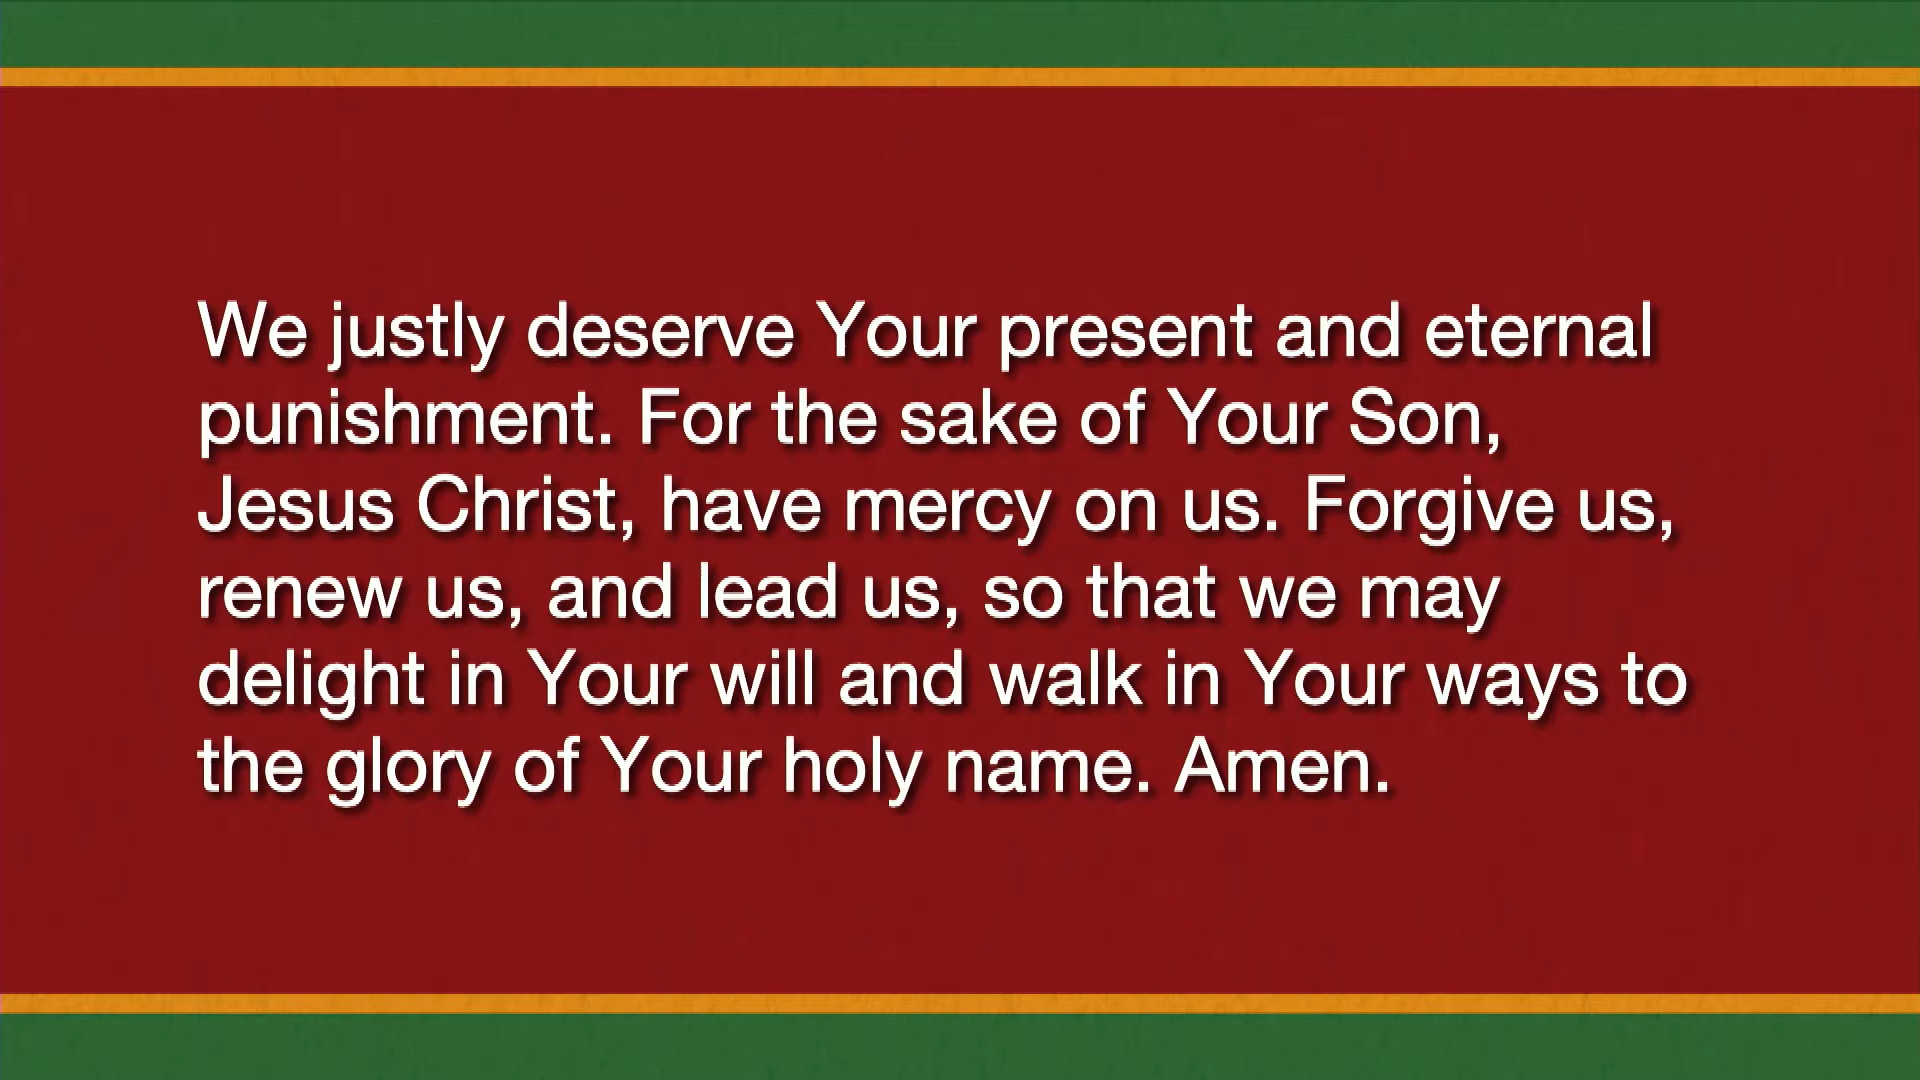 We justly deserve Your present and eternal
punishment. For the sake of Your Son,
Jesus Christ, have mercy on us. Forgive us,
renew us, and lead us, so that we may
delight in Your will and walk in Your ways to
the glory of Your holy name. Amen.